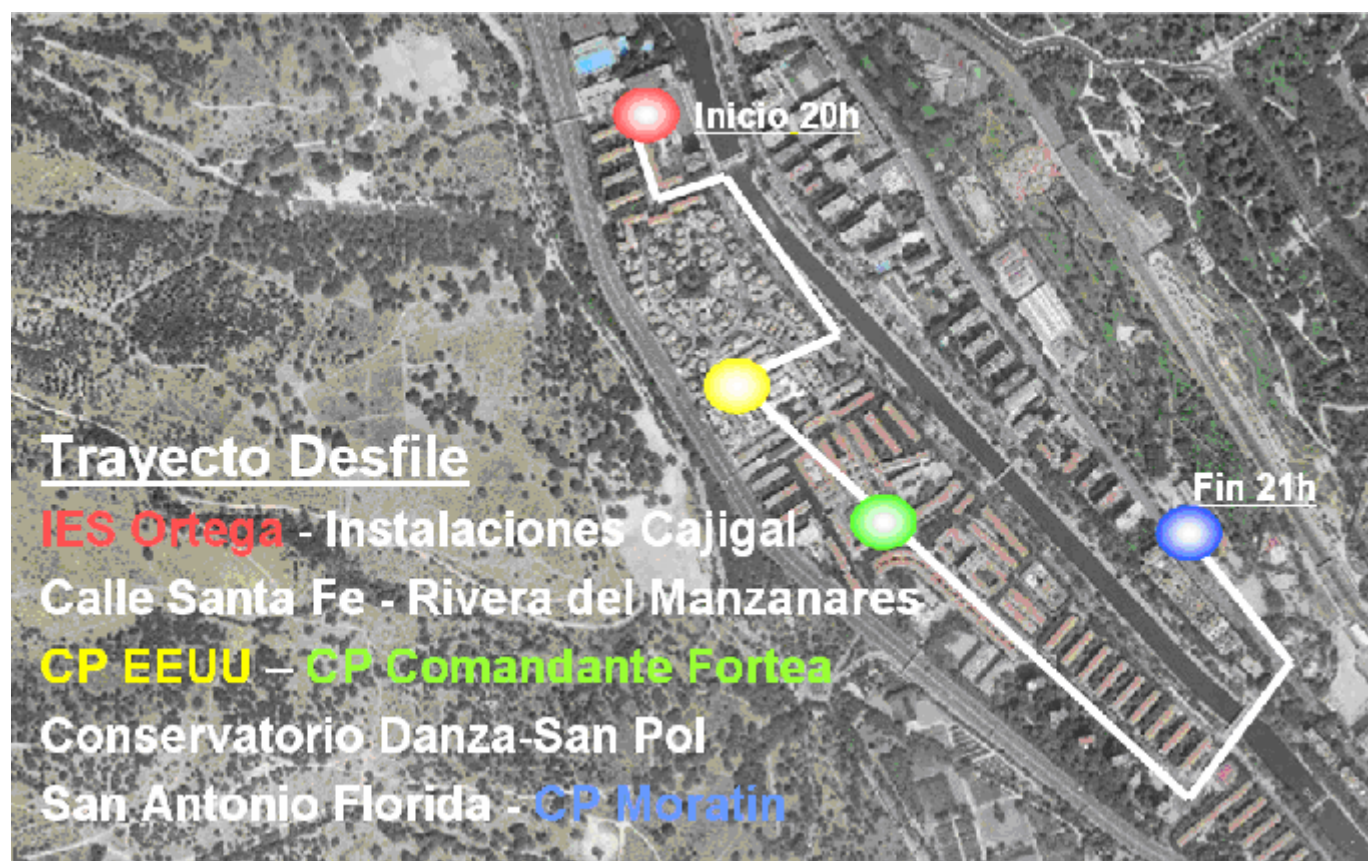 Inicio 20h
Trayecto Desfile
Fin 21h
IES Ortega - Instalaciones Cajigal
Calle Santa Fe - Rivera del Manzanares
CP EEUU – CP Comandante Fortea
Conservatorio Danza-San Pol
San Antonio Florida - CP Moratin